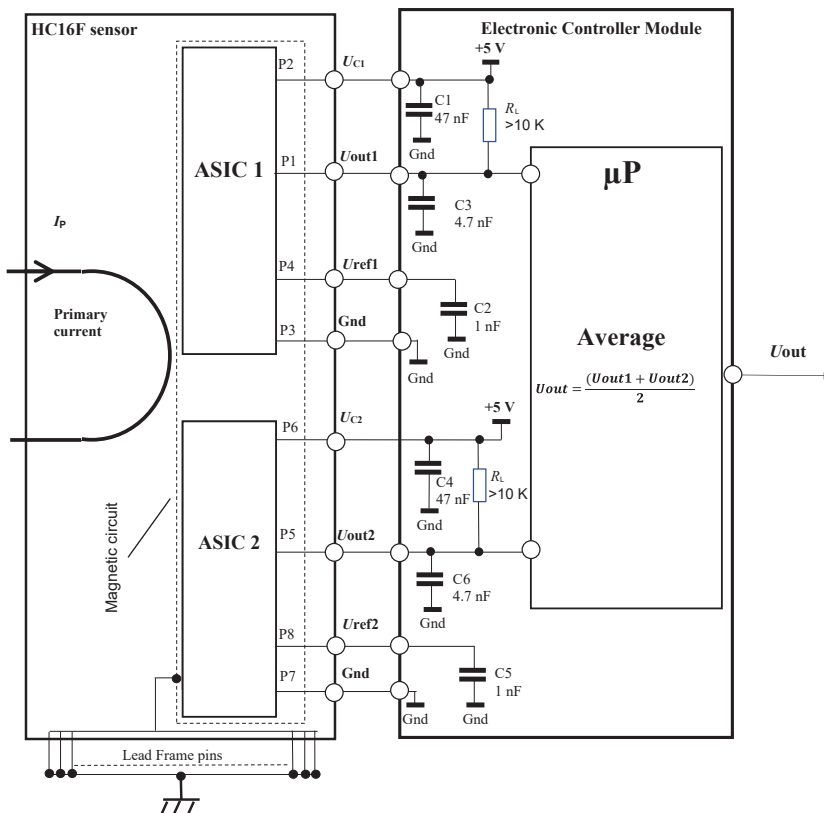 HC16F sensor
Electronic Controller Module
P2
UC1
+5 V
C1
47 nF
Gnd
RL
>10 K
ASIC 1
P1
Uout1
µP
C3
4.7 nF
Gnd
IP
P4
Uref1
Primary
current
C2
1 nF
Gnd
P3
Gnd
Gnd
Average
Uout = (Uout1 + Uout2)
2
Uout
P6
UC2
+5 V
C4
47 nF
Gnd
RL
>10 K
Magnetic circuit
ASIC 2
P5
Uout2
C6
4.7 nF
Gnd
P8
Uref2
C5
1 nF
Gnd
P7
Gnd
Gnd
Lead Frame pins